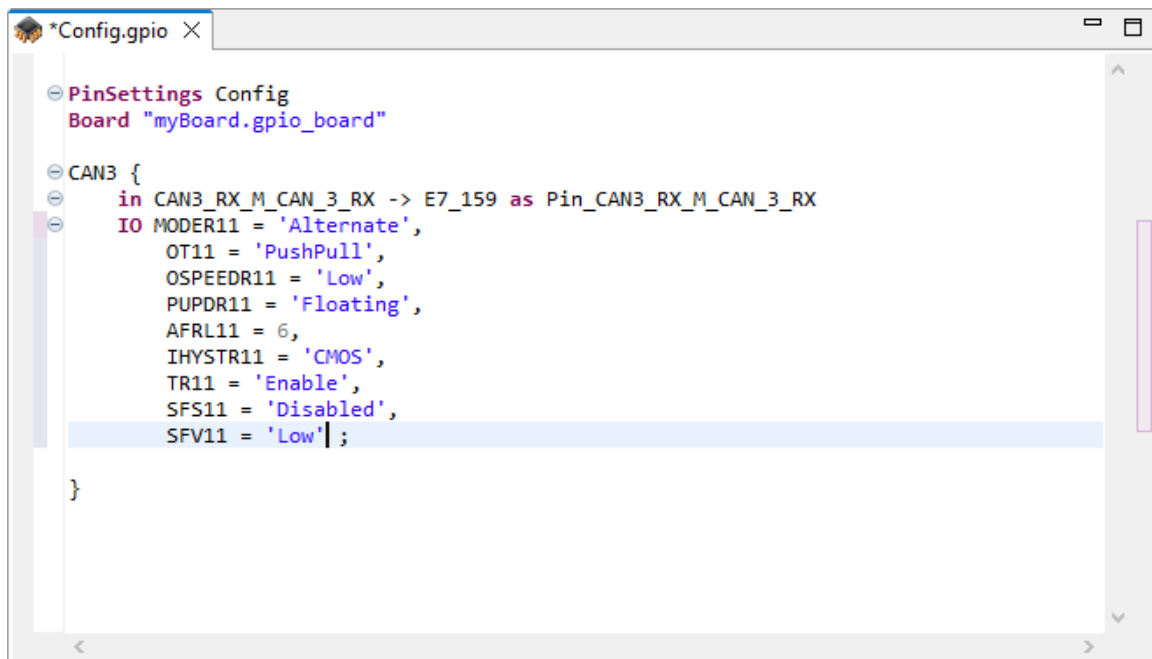 *Config.gpio
PinSettings Config
Board "myBoard.gpio_board"
CAN3 {
in CAN3_RX_M_CAN_3_RX -> E7_159 as Pin_CAN3_RX_M_CAN_3_RX
IO MODER11 = 'Alternate',
OT11 = 'PushPull',
OSPEEDR11 = 'Low',
PUPDR11 = 'Floating',
AFRL11 = 6,
IHYSTR11 = 'CMOS',
TR11 = 'Enable',
SFS11 = 'Disabled',
SFV11 = 'Low' ;
}